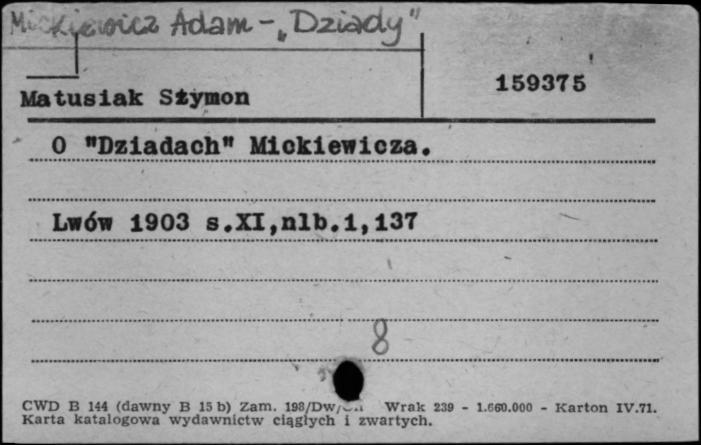 Mickiewicz Adam - „Dziady"
159375
Matusiak Sżymon
O "Dziadach" Mickiewicza.
Lwów 1903 s.XI,nlb.1,137
8
CWD B 144 (dawny B 15 b) Zam. 198/Dw/ Wrak 239 - 1.660.000 - Karton IV.71.
Karta katalogowa wydawnictw ciągłych i zwartych.